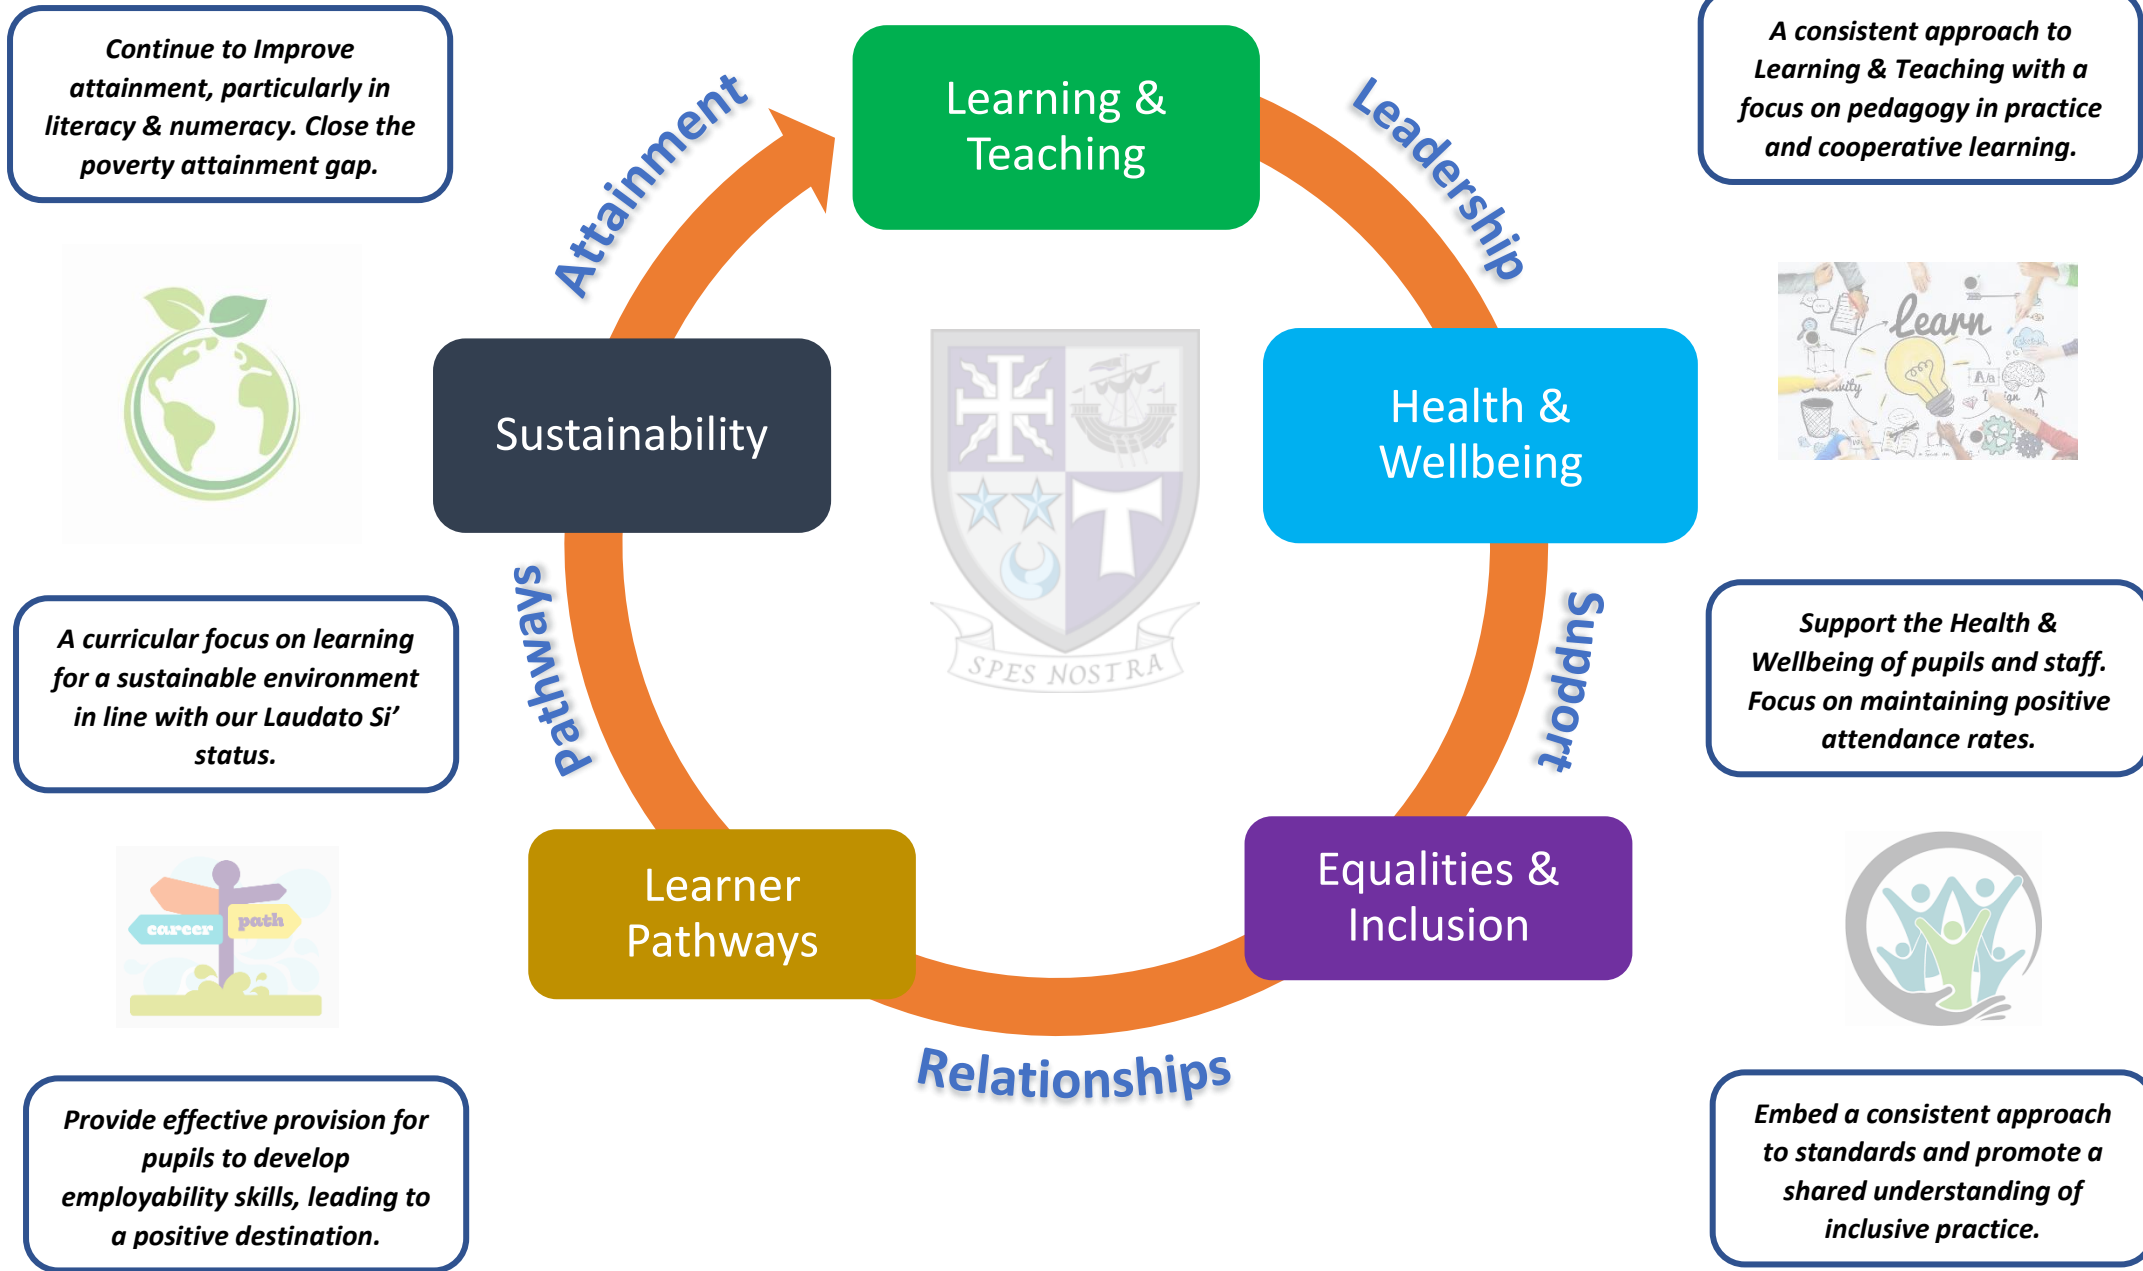 Continue to Improve
attainment, particularly in
literacy & numeracy. Close the
poverty attainment gap.
Attainment
Learning &
Teaching
Leadership
A consistent approach to
Learning & Teaching with a
focus on pedagogy in practice
and cooperative learning.
Learn
Aa
Sustainability
Health &
Wellbeing
SPES NOSTRA
Pathways
Support
A curricular focus on learning
for a sustainable environment
in line with our Laudato Si’
status.
Support the Health &
Wellbeing of pupils and staff.
Focus on maintaining positive
attendance rates.
career
path
Learner
Pathways
Equalities &
Inclusion
Relationships
Provide effective provision for
pupils to develop
employability skills, leading to
a positive destination.
Embed a consistent approach
to standards and promote a
shared understanding of
inclusive practice.